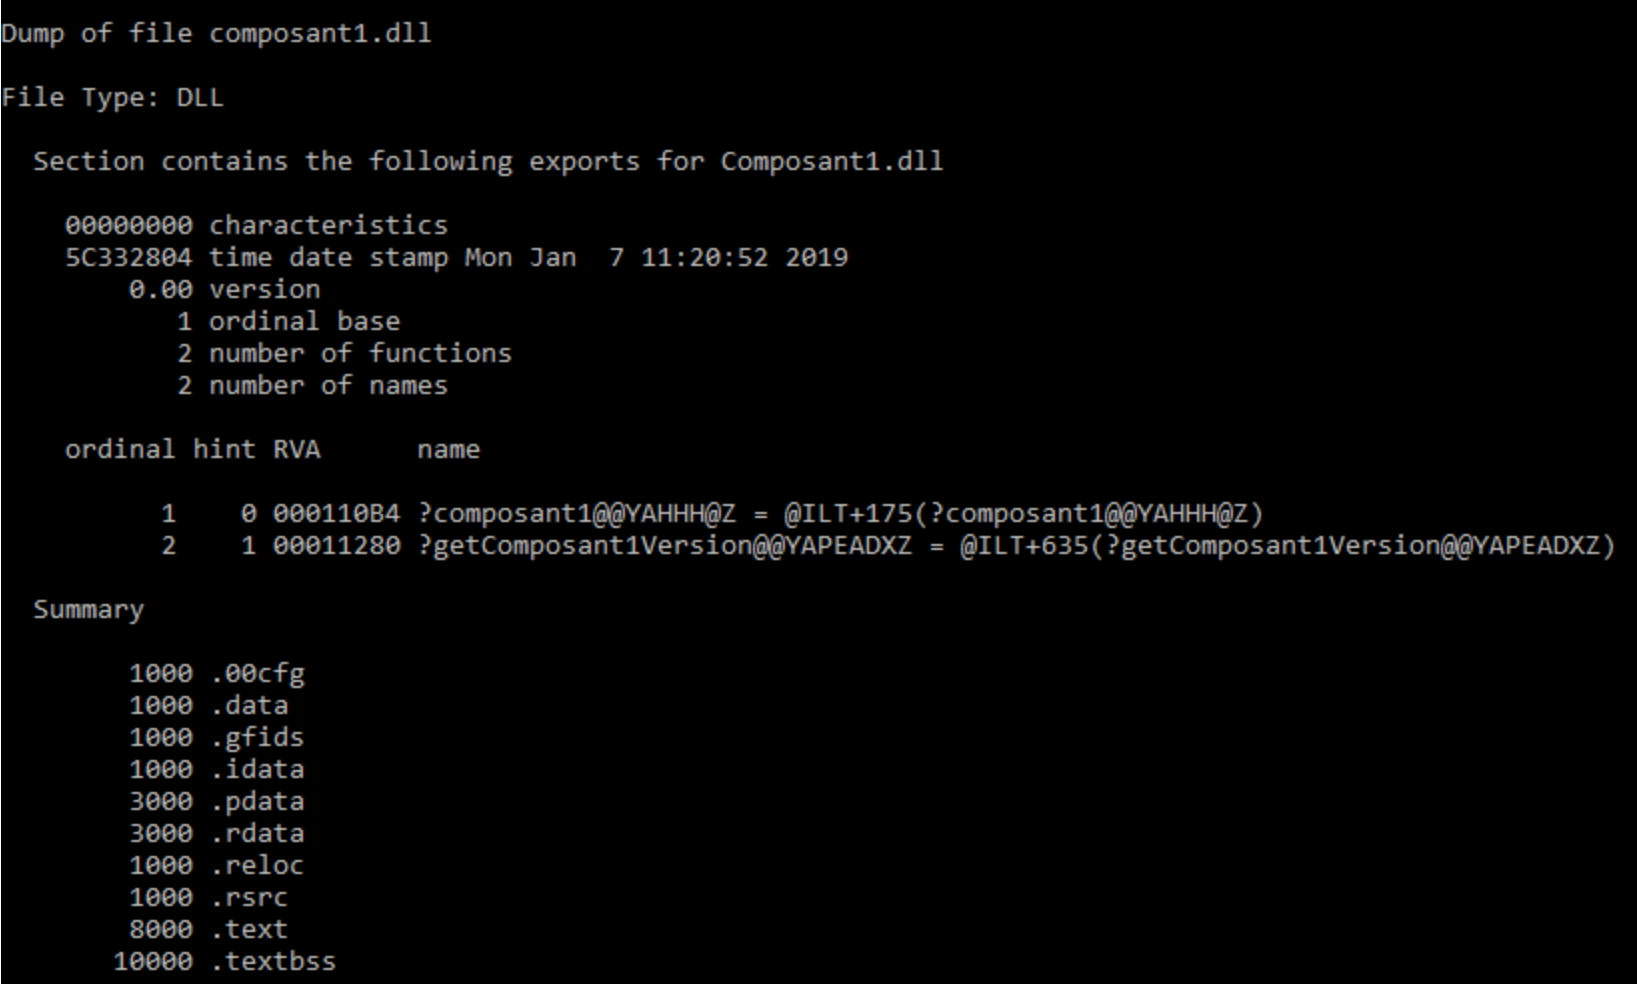 Dump of file composant1.dll
File Type: DLL
Section contains the following exports for Composant1.dll
00000000 characteristics
5C332804 time date stamp Mon Jan  7 11:20:52 2019
0.00 version
1 ordinal base
2 number of functions
2 number of names
ordinal hint RVA      name
1    0 000110B4 ?composant1@@YAHHH@Z = @ILT+175(?composant1@@YAHHH@Z)
2    1 00011280 ?getComposant1Version@@YAPEADXZ = @ILT+635(?getComposant1Version@@YAPEADXZ)
Summary
1000 .00cfg
1000 .data
1000 .gfids
1000 .idata
3000 .pdata
3000 .rdata
1000 .reloc
1000 .rsrc
8000 .text
10000 .textbss